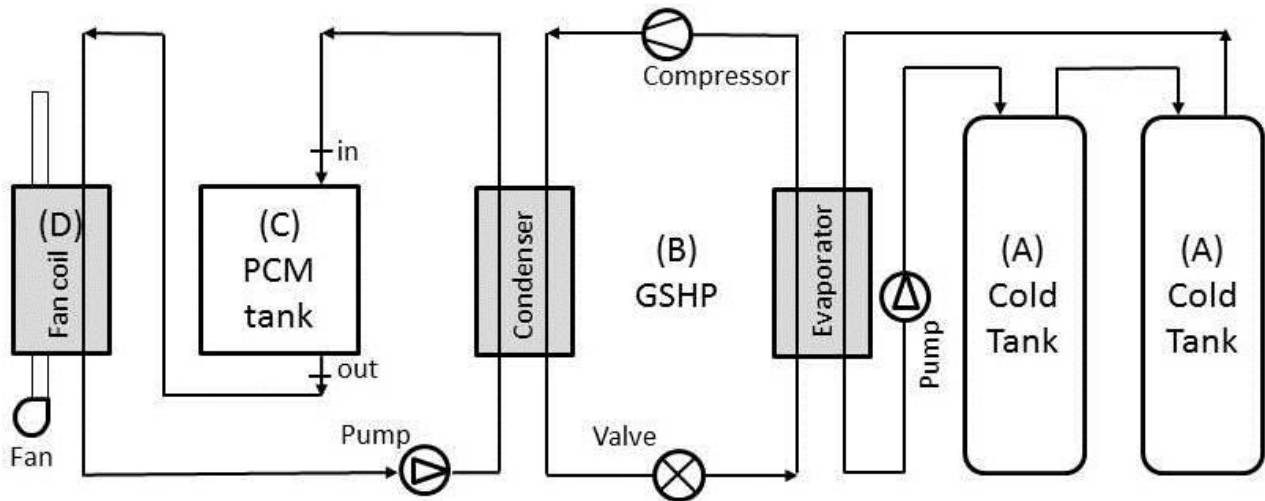 Compressor
in
(D)
Fan coil
(C)
PCM
tank
Condenser
(B)
GSHP
Evaporator
(A)
Cold
Tank
(A)
Cold
Tank
out
Pump
Pump
Valve
Fan